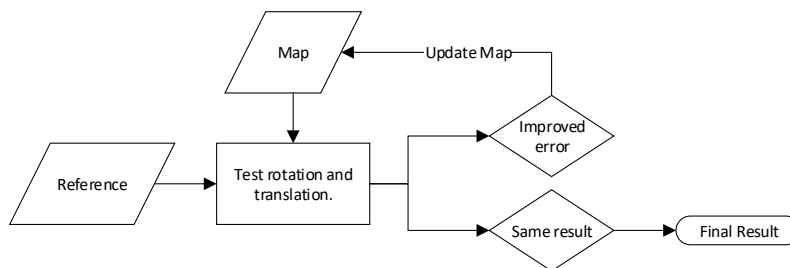 Map
Update Map
Improved
error
Reference
Test rotation and
translation.
Same result
Final Result